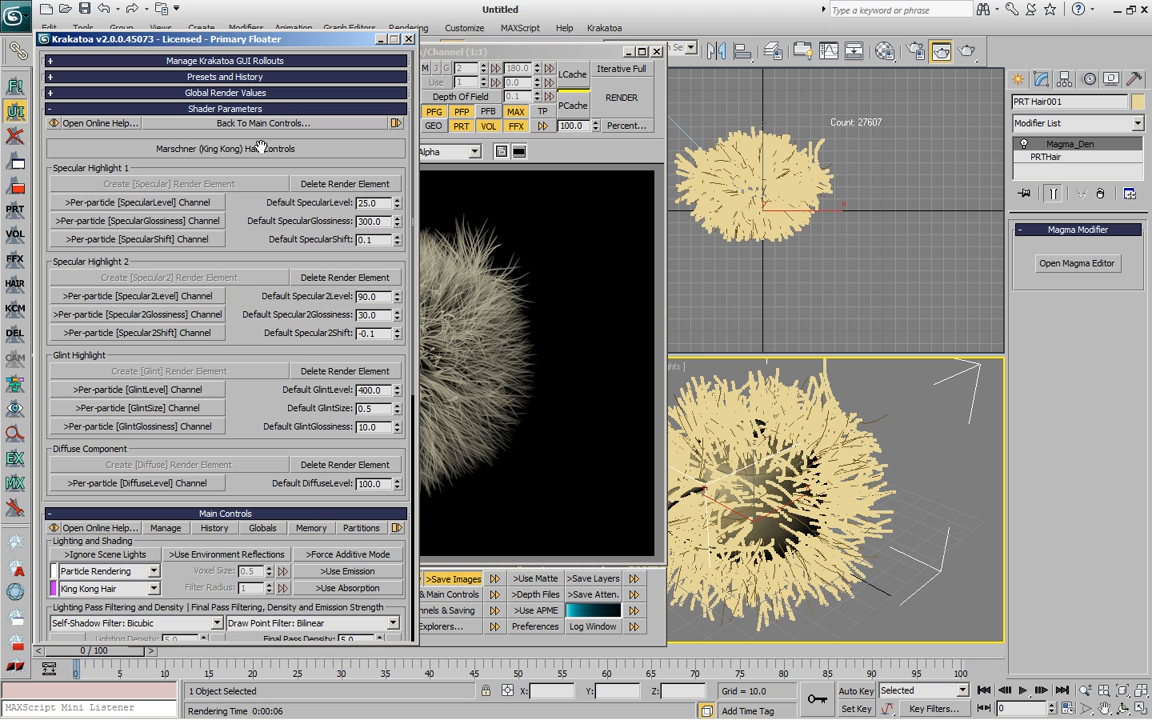 Untitled
Type a keyword or phrase
Edit Tools Group Views Create Modifiers Animation Graph Editors Rendering Customize MAXScript Help Krakatoa
Krakatoa v2.0.0.45073 - Licensed - Primary Floater
Manage Krakatoa GUI Rollouts
Presets and History
Global Render Values
Shader Parameters
Open Online Help... Back To Main Controls...
Specular Highlight 1
Create [Specular] Render Element Delete Render Element
>Per-particle [SpecularLevel] Channel Default SpecularLevel: 25.0
>Per-particle [SpecularGlossiness] Channel Default SpecularGlossiness: 300.0
>Per-particle [SpecularShift] Channel Default SpecularShift: 0.1
Specular Highlight 2
Create [Specular2] Render Element Delete Render Element
>Per-particle [Specular2Level] Channel Default Specular2Level: 90.0
>Per-particle [Specular2Glossiness] Channel Default Specular2Glossiness: 30.0
>Per-particle [Specular2Shift] Channel Default Specular2Shift: -0.1
Glint Highlight
Create [Glint] Render Element Delete Render Element
>Per-particle [GlintLevel] Channel Default GlintLevel: 400.0
>Per-particle [GlintSize] Channel Default GlintSize: 0.5
>Per-particle [GlintGlossiness] Channel Default GlintGlossiness: 10.0
Diffuse Component
Create [Diffuse] Render Element Delete Render Element
>Per-particle [DiffuseLevel] Channel Default DiffuseLevel: 100.0
Main Controls
Open Online Help... Manage History Globals Memory Partitions
Lighting and Shading
>Ignore Scene Lights >Use Environment Reflections >Force Additive Mode
Particle Rendering Voxel Size: 0.5 >Use Emission
King Kong Hair Filter Radius: 1 >Use Absorption
Lighting Pass Filtering and Density | Final Pass Filtering, Density and Emission Strength
Self-Shadow Filter: Bicubic Draw Point Filter: Bilinear
Lighting Density: 5.0 Final Pass Density: 5.0
/Channel (1:1)
M J G 2 180.0 LCache Iterative Full
Use 1 0.0
Depth Of Field 0.1 PCache RENDER
PFG PFP PFB MAX TP
GEO PRT VOL FFX 100.0 Percent...
Alpha
>Save Images >Use Matte >Save Layers
& Main Controls >Depth Files >Save Atten.
nnels & Saving >Use APME
Explorers... Preferences Log Window
Count: 27607
PRT Hair001
Modifier List
Magma_Den
PRTHair
Magma Modifier
Open Magma Editor
PRT
VOL
FFX
HAIR
KCM
DEL
CAM
EX
MX
0 / 100
0 5 10 15 20 25 30 35 40 45 50 55 60 65 70 75 80 85 90 95 100
1 Object Selected X: Y: Z: Grid = 10.0 Auto Key Selected
MAXScript Mini Listener Rendering Time 0:00:06 Add Time Tag Set Key Key Filters... 0